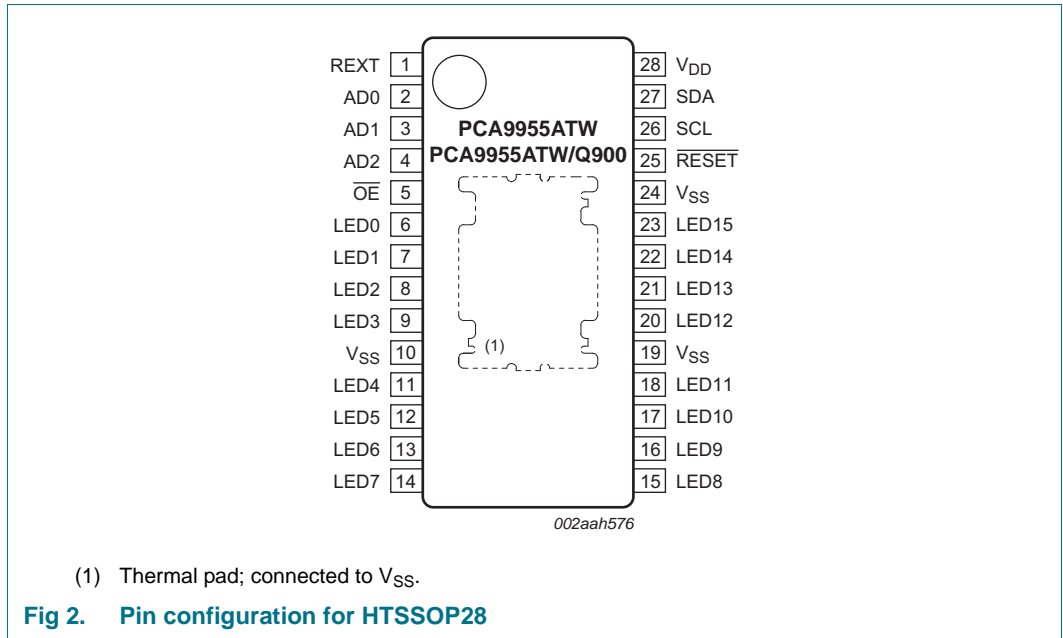 REXT 1 28 VDD
AD0 2 27 SDA
AD1 3 PCA9955ATW 26 SCL
AD2 4 PCA9955ATW/Q900 25 RESET
OE 5 24 VSS
LED0 6 23 LED15
LED1 7 22 LED14
LED2 8 21 LED13
LED3 9 20 LED12
VSS 10 (1) 19 VSS
LED4 11 18 LED11
LED5 12 17 LED10
LED6 13 16 LED9
LED7 14 15 LED8
002aah576
(1) Thermal pad; connected to VSS.
Fig 2. Pin configuration for HTSSOP28